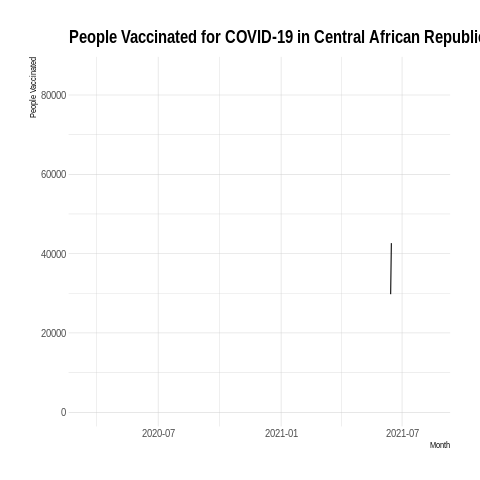 People Vaccinated for COVID-19 in Central African Republi
People Vaccinated
80000
60000
40000
20000
0
2020-07
2021-01
2021-07
Month